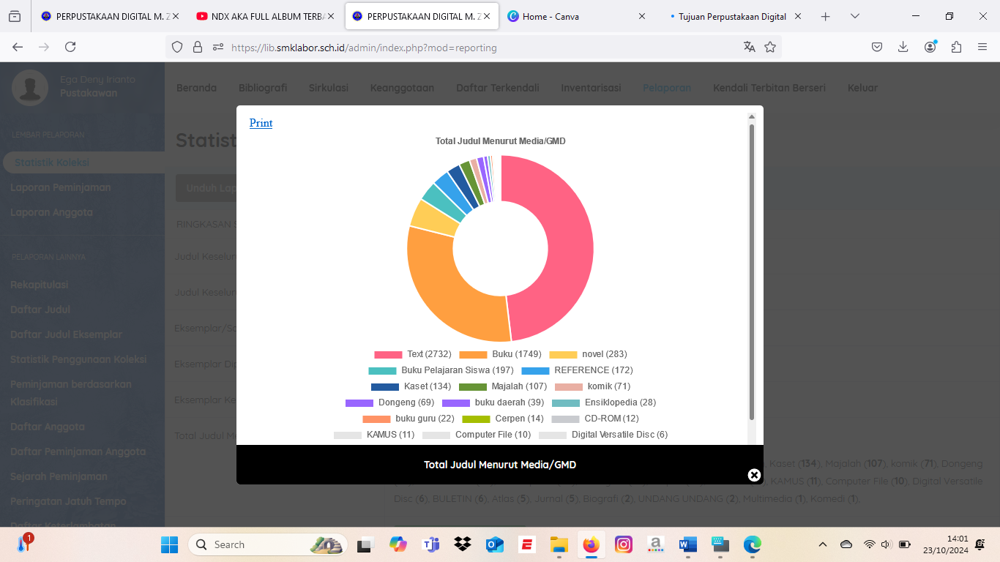 PERPUSTAKAAN DIGITAL M. Z
NDX AKA FULL ALBUM TERBA
PERPUSTAKAAN DIGITAL M. Z
Home - Canva
Tujuan Perpustakaan Digital
https://lib.smklabor.sch.id/admin/index.php?mod=reporting
Ega Deny Irianto
Pustakawan
Beranda Bibliografi Sirkulasi Keanggotaan Daftar Terkendali Inventarisasi Pelaporan Kendali Terbitan Berseri Keluar
LEMBAR PELAPORAN
Statistik Koleksi
Laporan Peminjaman
Laporan Anggota
PELAPORAN LAINNYA
Rekapitulasi
Daftar Judul
Daftar Judul Eksemplar
Statistik Penggunaan Koleksi
Peminjaman berdasarkan
Klasifikasi
Daftar Anggota
Daftar Peminjaman Anggota
Sejarah Peminjaman
Peringatan Jatuh Tempo
Daftar Keterlambatan
Statist
Unduh Lap
RINGKASAN S
Judul Keselur
Judul Keselur
Eksemplar/Sa
Eksemplar Dip
Eksemplar Ke
Total Judul Me
Print
Total Judul Menurut Media/GMD
Text (2732) Buku (1749) novel (283)
Buku Pelajaran Siswa (197) REFERENCE (172)
Kaset (134) Majalah (107) komik (71)
Dongeng (69) buku daerah (39) Ensiklopedia (28)
buku guru (22) Cerpen (14) CD-ROM (12)
KAMUS (11) Computer File (10) Digital Versatile Disc (6)
Total Judul Menurut Media/GMD
Kaset (134), Majalah (107), komik (71), Dongeng
KAMUS (11), Computer File (10), Digital Versatile
Disc (6), BULETIN (6), Atlas (5), Jurnal (5), Biografi (2), UNDANG UNDANG (2), Multimedia (1), Komedi (1),
1
Search
14:01
23/10/2024